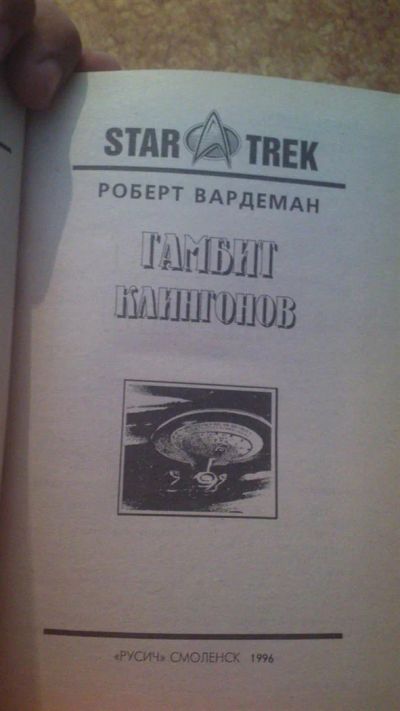 STAR TREK
РОБЕРТ ВАРДЕМАН
ГАМБИТ
КЛИНГОНОВ
«РУСИЧ» СМОЛЕНСК 1996